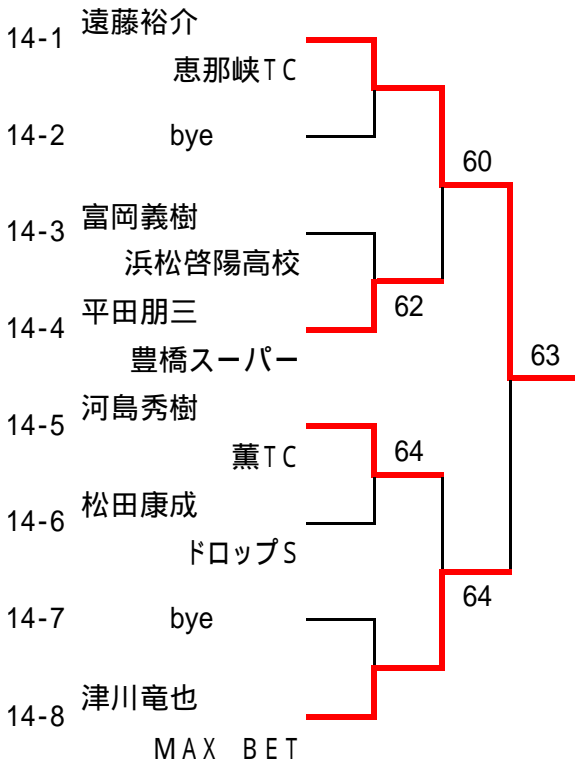 14-1 遠藤裕介
恵那峡TC
14-2 bye
60
14-3 富岡義樹
浜松啓陽高校
14-4 平田朋三
62
豊橋スーパー
63
14-5 河島秀樹
薫TC
64
14-6 松田康成
ドロップS
64
14-7 bye
14-8 津川竜也
MAX BET